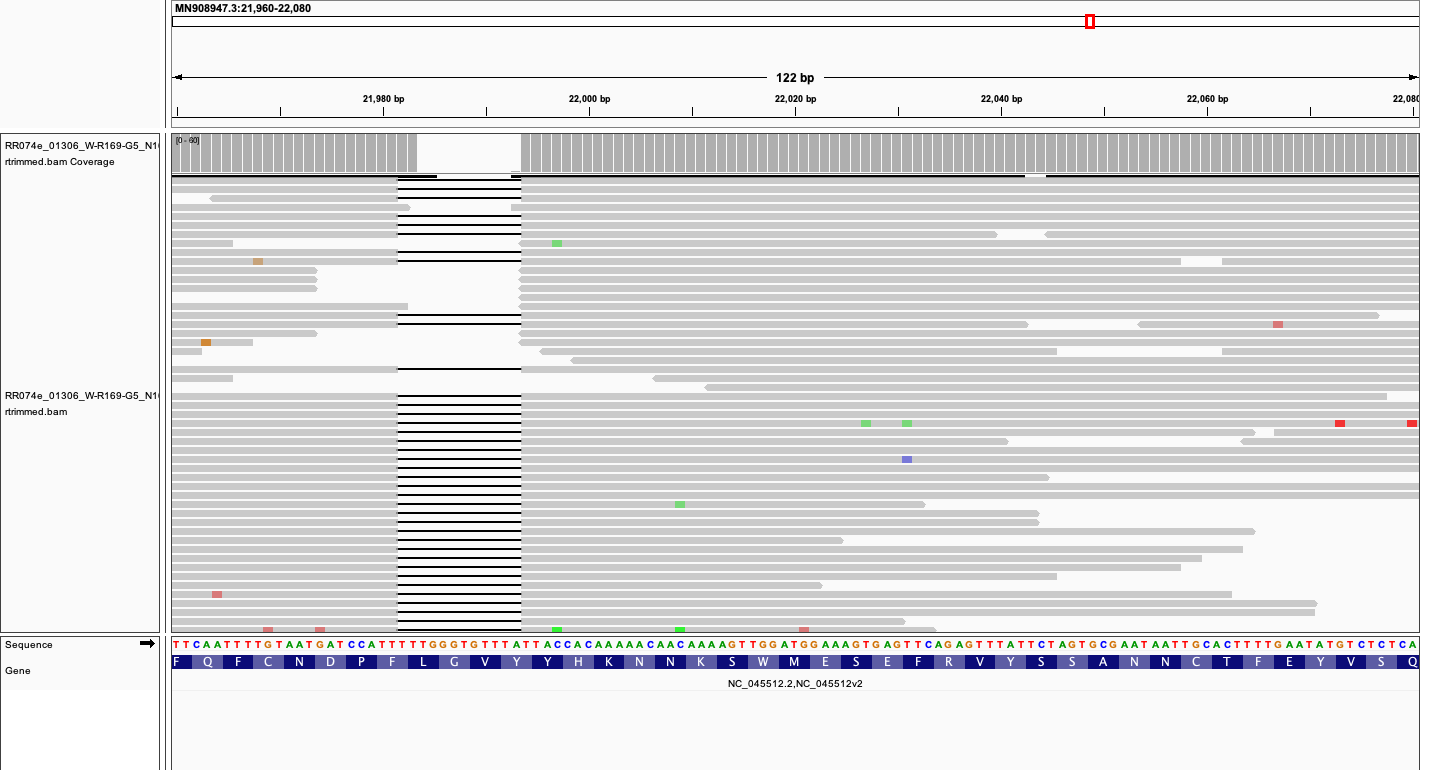 MN908947.3:21,960-22,080
122 bp
21,980 bp 22,000 bp 22,020 bp 22,040 bp 22,060 bp 22,080
RR074e_01306_W-R169-G5_N1
rtrimmed.bam Coverage
[0 - 60]
RR074e_01306_W-R169-G5_N1
rtrimmed.bam
Sequence TTCAATTTTGTAATGATCCATTTTTGGGTGTTTATTACCACAAAAACAACAAAAGTTGGATGGAAAGTGAGTTCAGAGTTTATTCTAGTGCGAATAATTGCACTTTTGAATATGTCTCTCA
Gene F Q F C N D P F L G V Y Y H K N N K S W M E S E F R V Y S S A N N C T F E Y V S Q
NC_045512.2,NC_045512v2